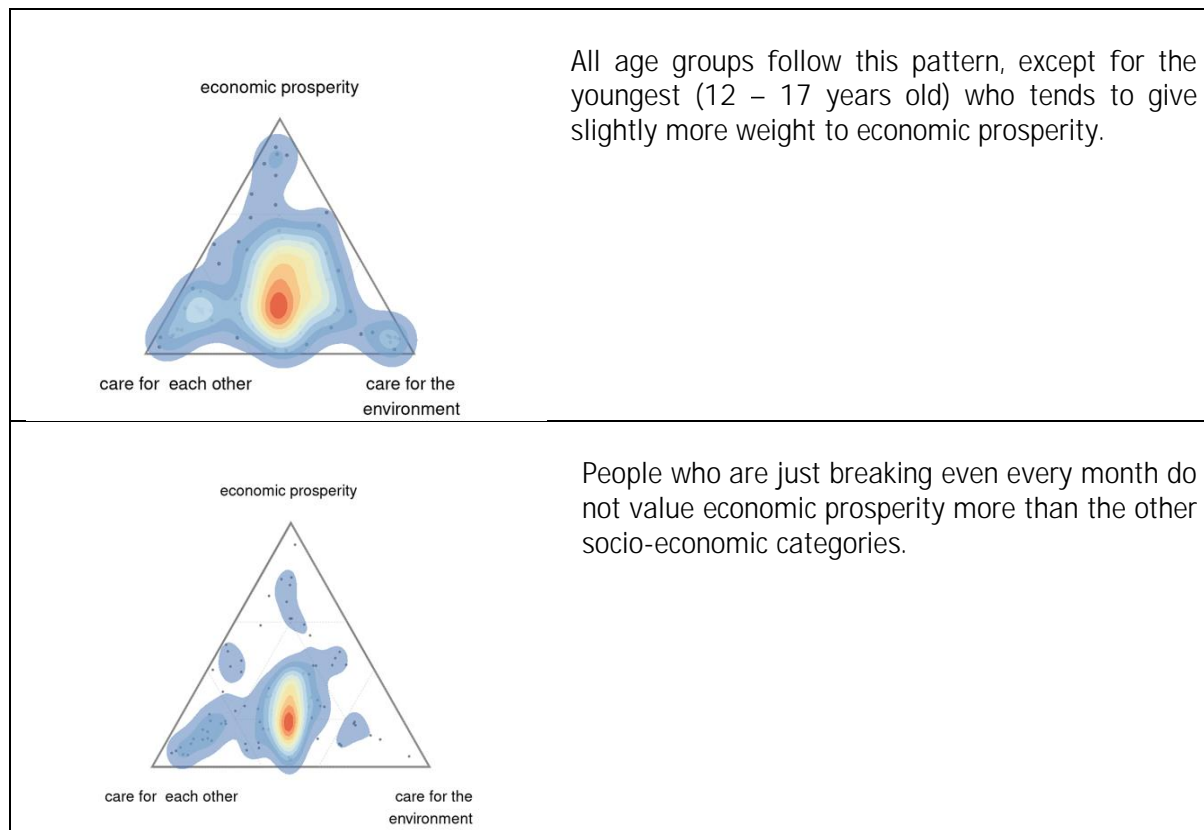 economic prosperity
care for each other
care for the
environment
All age groups follow this pattern, except for the
youngest (12 – 17 years old) who tends to give
slightly more weight to economic prosperity.
economic prosperity
care for each other
care for the
environment
People who are just breaking even every month do
not value economic prosperity more than the other
socio-economic categories.